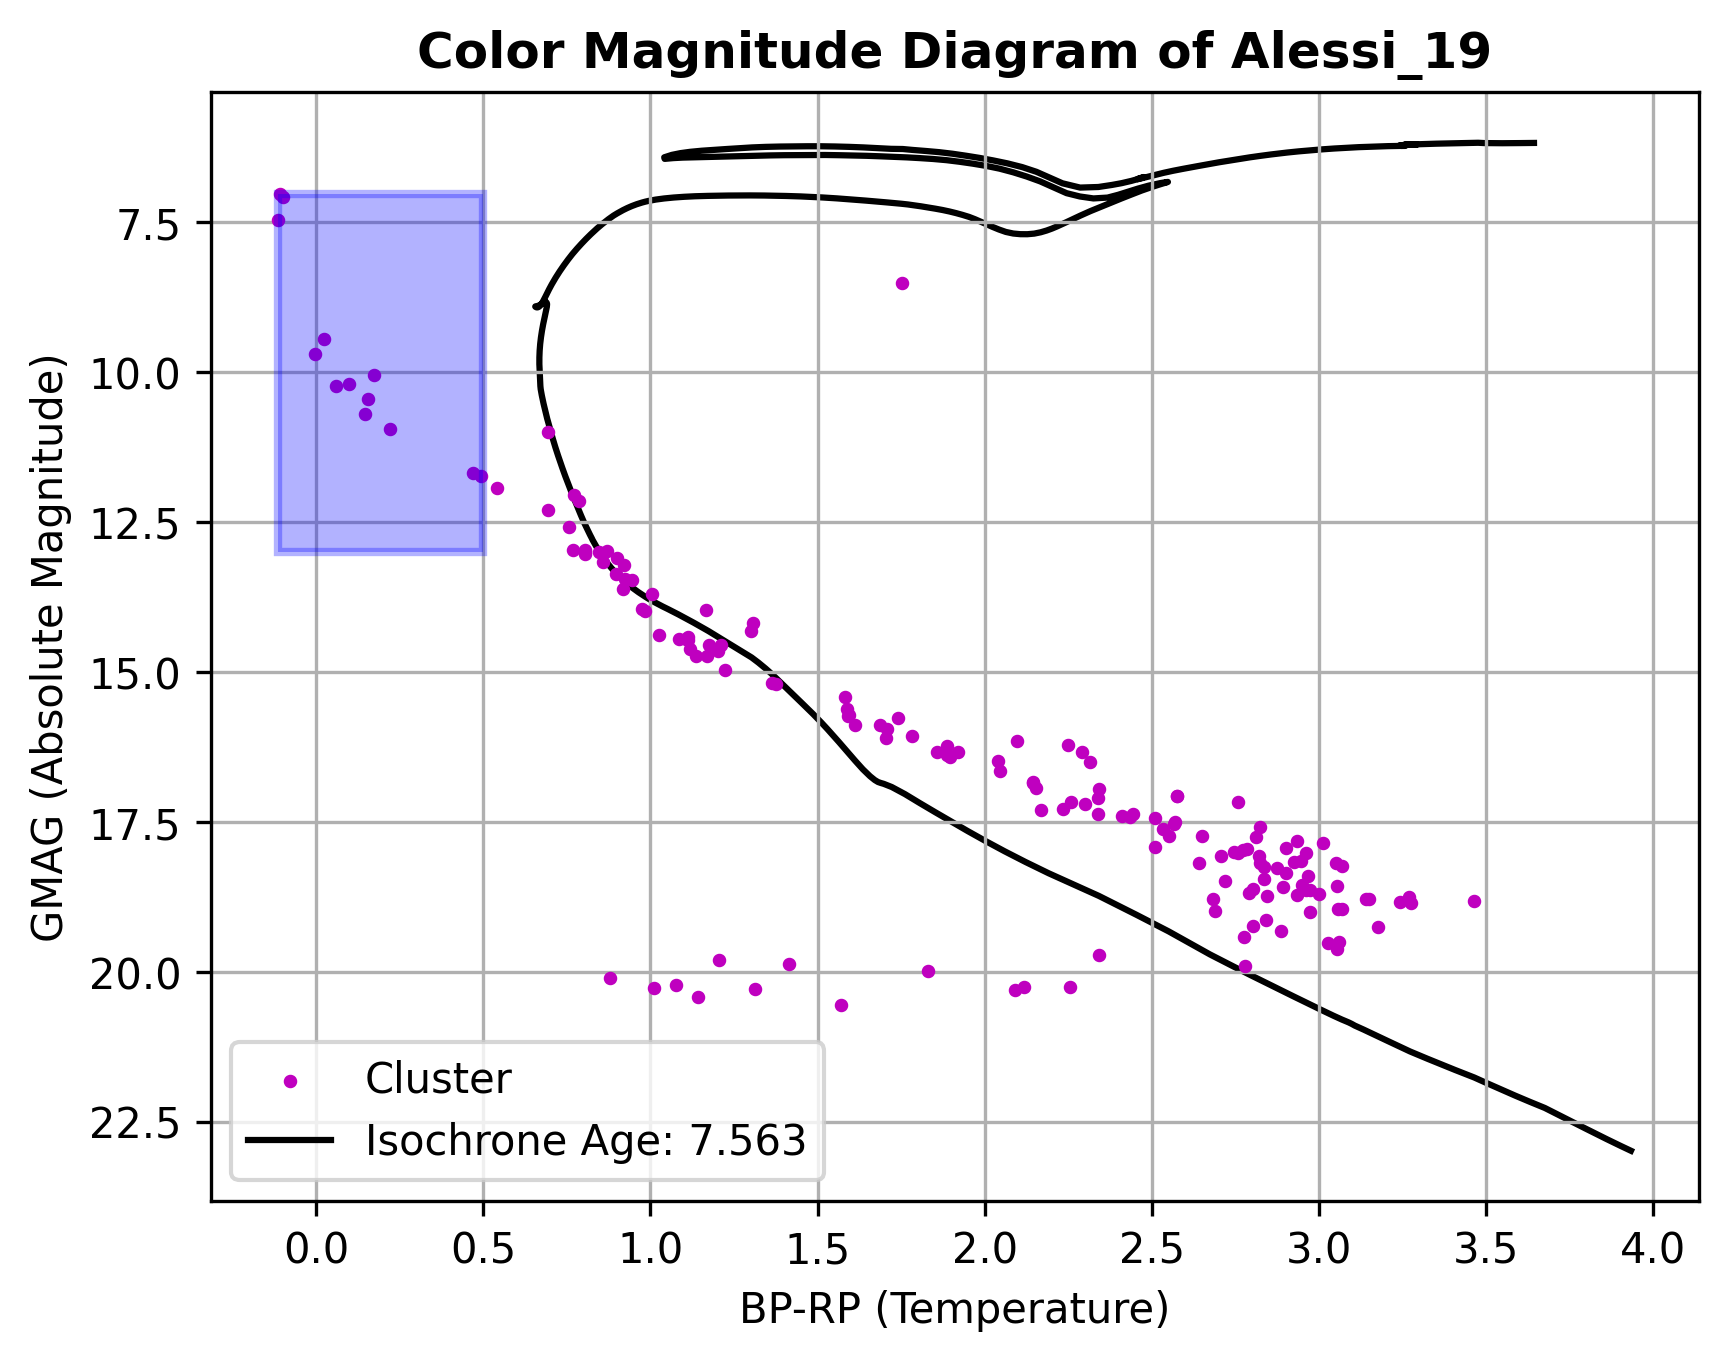 Color Magnitude Diagram of Alessi_19
GMAG (Absolute Magnitude)
7.5
10.0
12.5
15.0
17.5
20.0
22.5
Cluster
Isochrone Age: 7.563
0.0 0.5 1.0 1.5 2.0 2.5 3.0 3.5 4.0
BP-RP (Temperature)